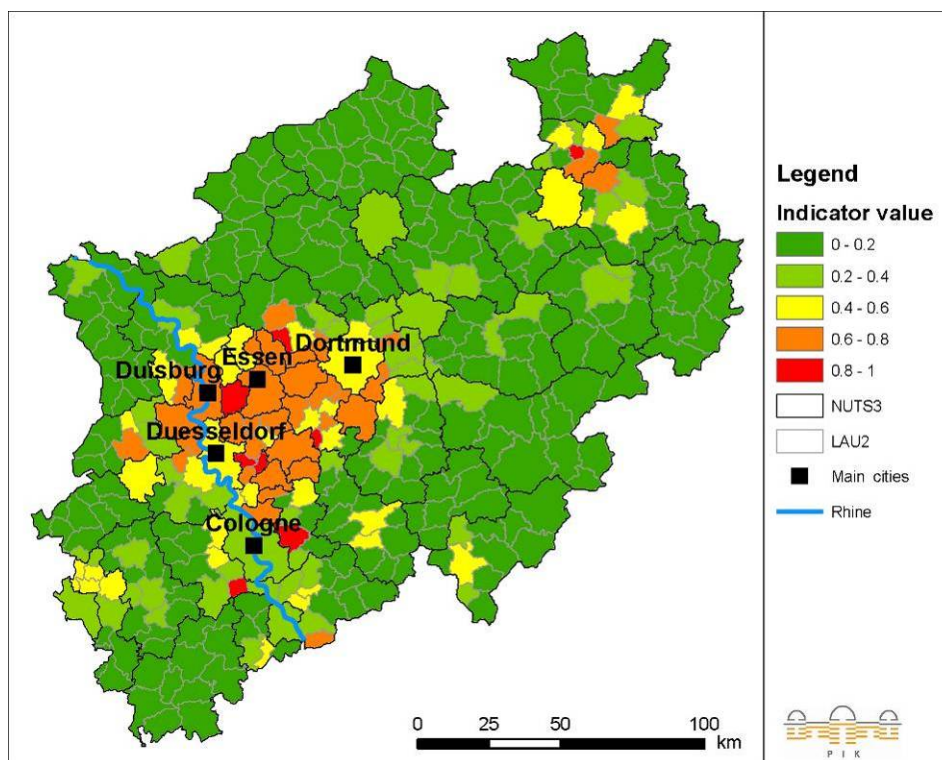 Dortmund
Essen
Duisburg
Duesseldorf
Cologne
0 25 50 100
km
Legend
Indicator value
0 - 0.2
0.2 - 0.4
0.4 - 0.6
0.6 - 0.8
0.8 - 1
NUTS3
LAU2
Main cities
Rhine
P I K